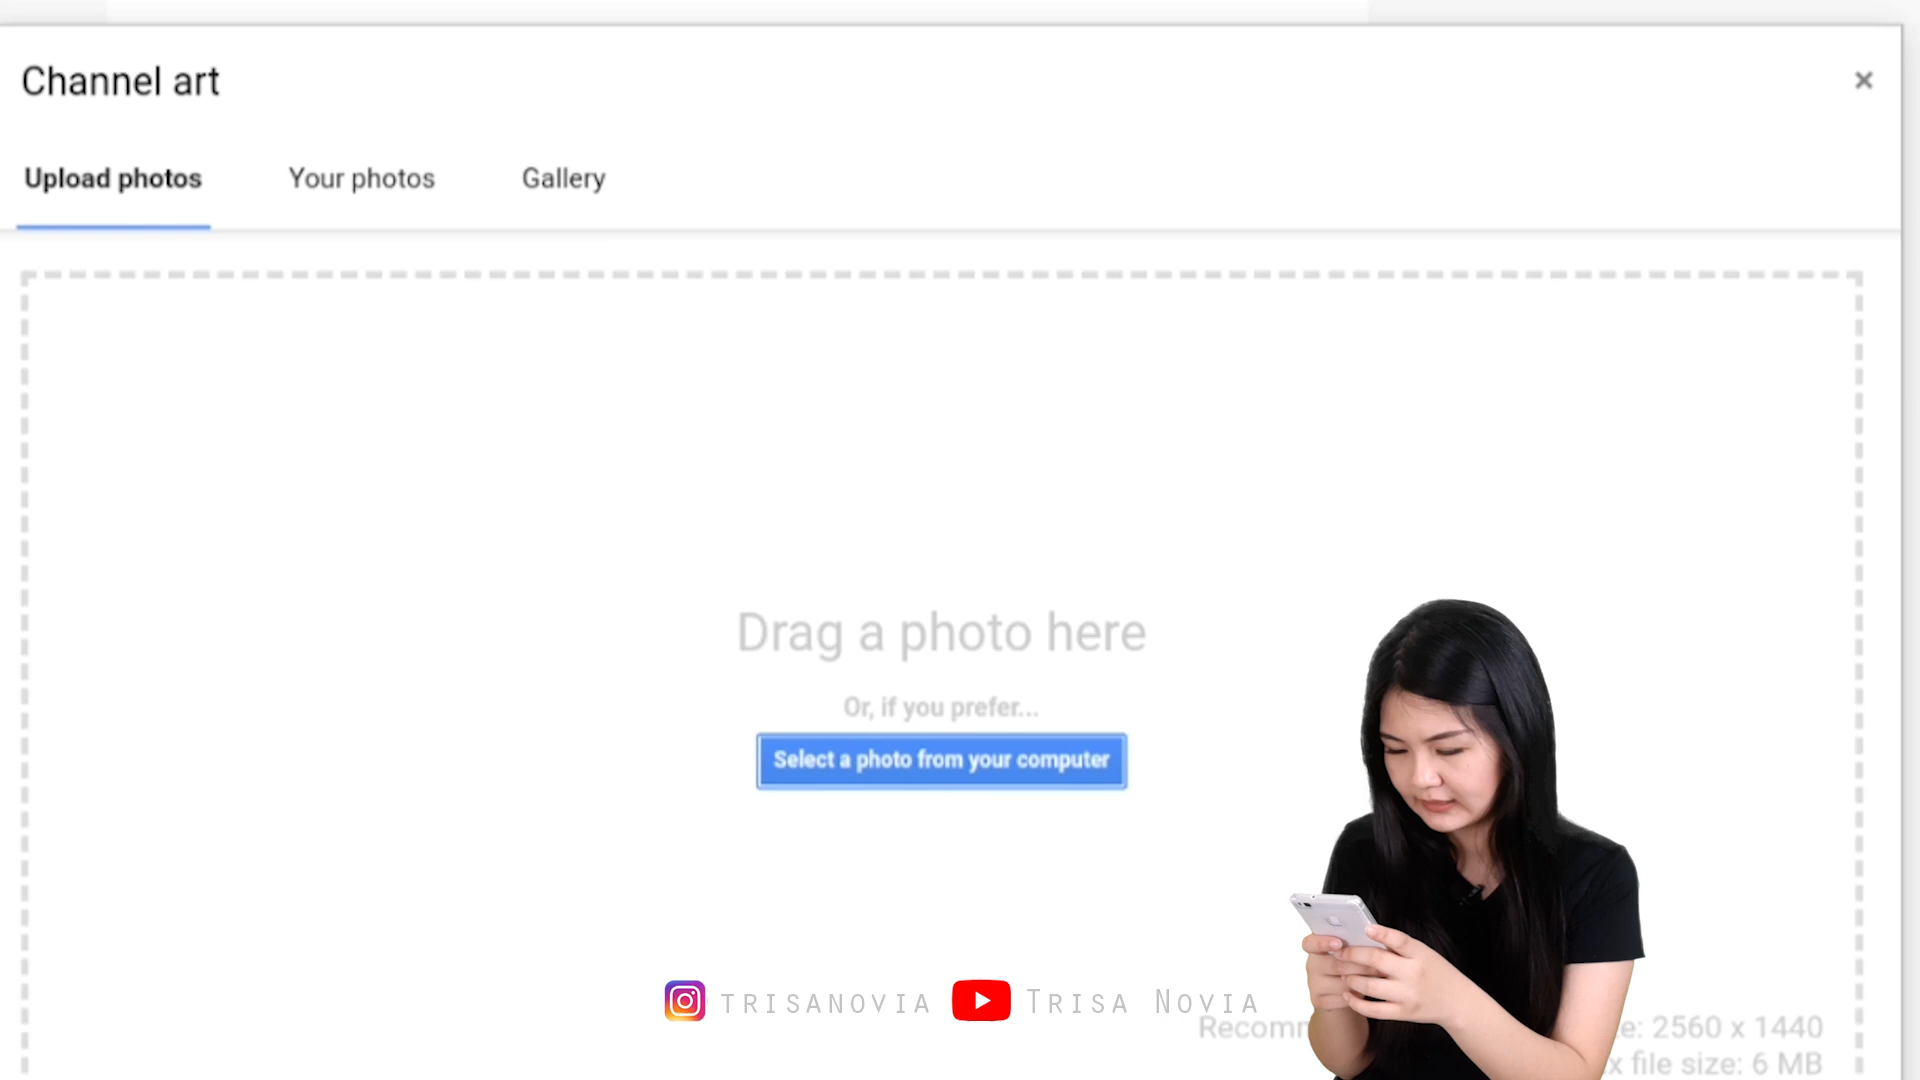 Channel art
Upload photos Your photos Gallery
Drag a photo here
Or, if you prefer...
Select a photo from your computer
TRISANOVIA TRISA NOVIA
2560 x 1440
file size: 6 MB